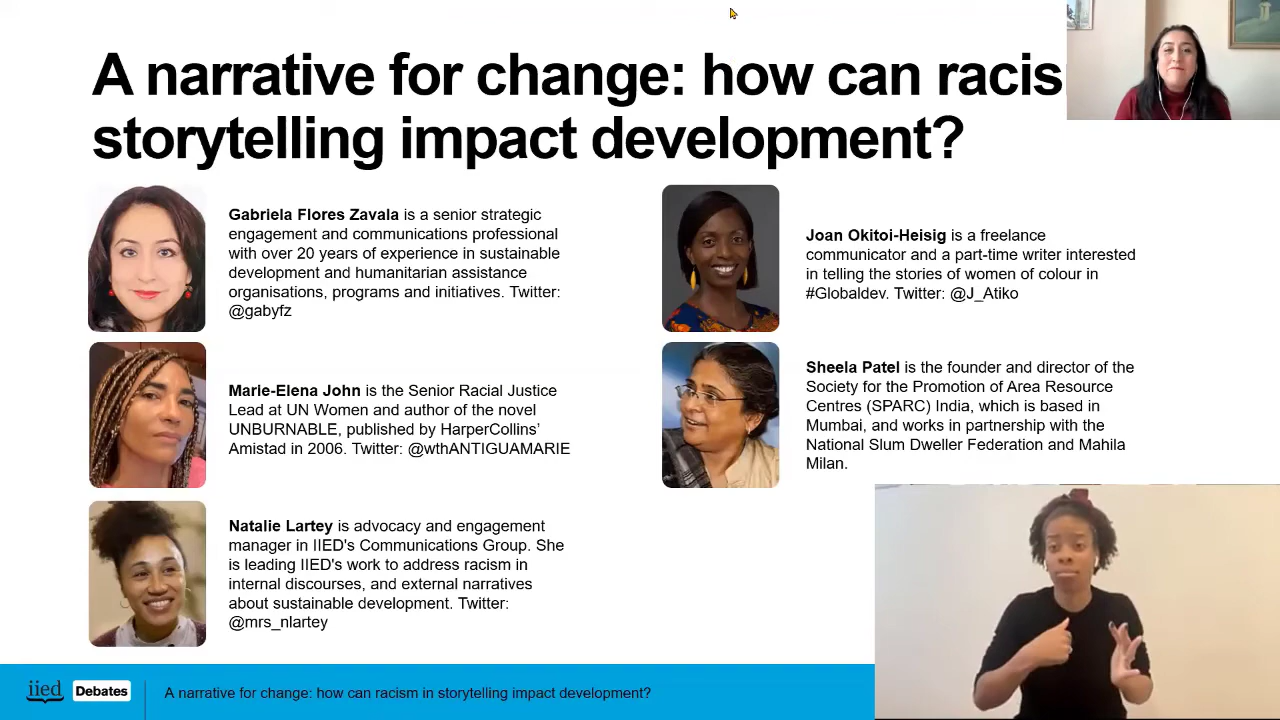 A narrative for change: how can racis
storytelling impact development?
Gabriela Flores Zavala is a senior strategic
engagement and communications professional
with over 20 years of experience in sustainable
development and humanitarian assistance
organisations, programs and initiatives. Twitter:
@gabyfz
Marie-Elena John is the Senior Racial Justice
Lead at UN Women and author of the novel
UNBURNABLE, published by HarperCollins’
Amistad in 2006. Twitter: @wthANTIGUAMARIE
Natalie Lartey is advocacy and engagement
manager in IIED's Communications Group. She
is leading IIED's work to address racism in
internal discourses, and external narratives
about sustainable development. Twitter:
@mrs_nlartey
Joan Okitoi-Heisig is a freelance
communicator and a part-time writer interested
in telling the stories of women of colour in
#Globaldev. Twitter: @J_Atiko
Sheela Patel is the founder and director of the
Society for the Promotion of Area Resource
Centres (SPARC) India, which is based in
Mumbai, and works in partnership with the
National Slum Dweller Federation and Mahila
Milan.
iied Debates
A narrative for change: how can racism in storytelling impact development?